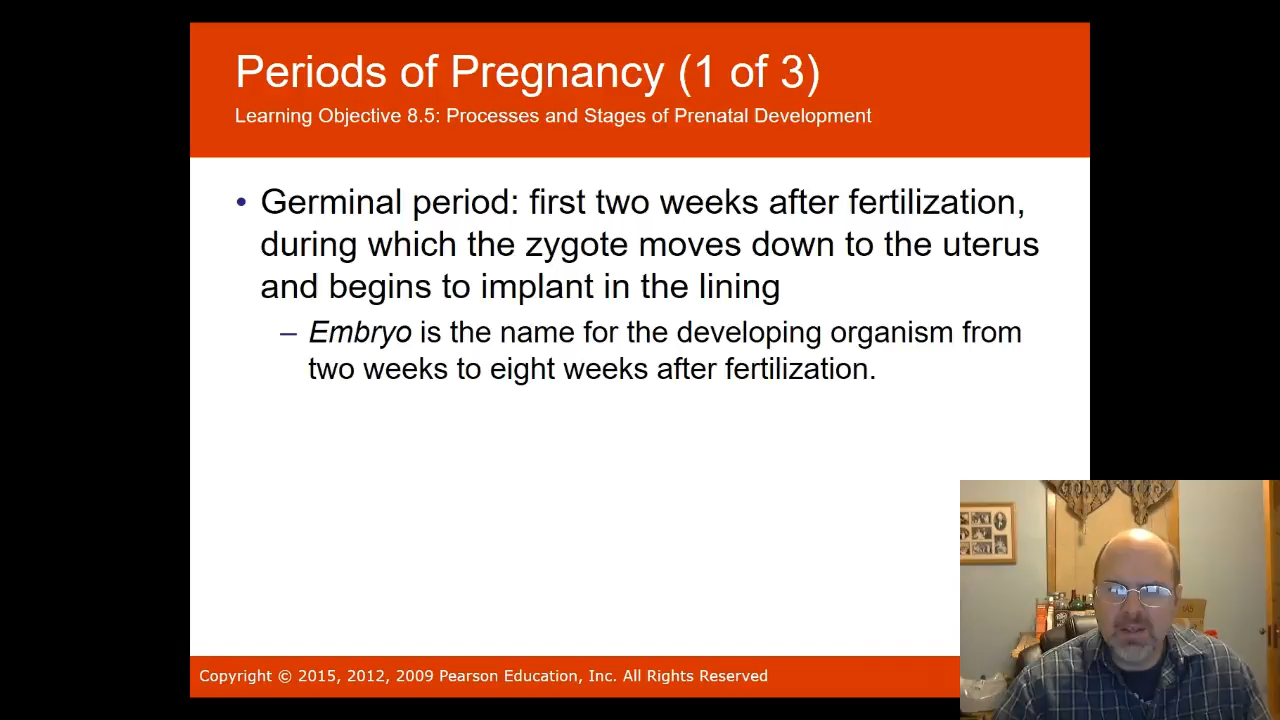 Periods of Pregnancy (1 of 3)
Learning Objective 8.5: Processes and Stages of Prenatal Development
• Germinal period: first two weeks after fertilization,
during which the zygote moves down to the uterus
and begins to implant in the lining
– Embryo is the name for the developing organism from
two weeks to eight weeks after fertilization.
Copyright © 2015, 2012, 2009 Pearson Education, Inc. All Rights Reserved